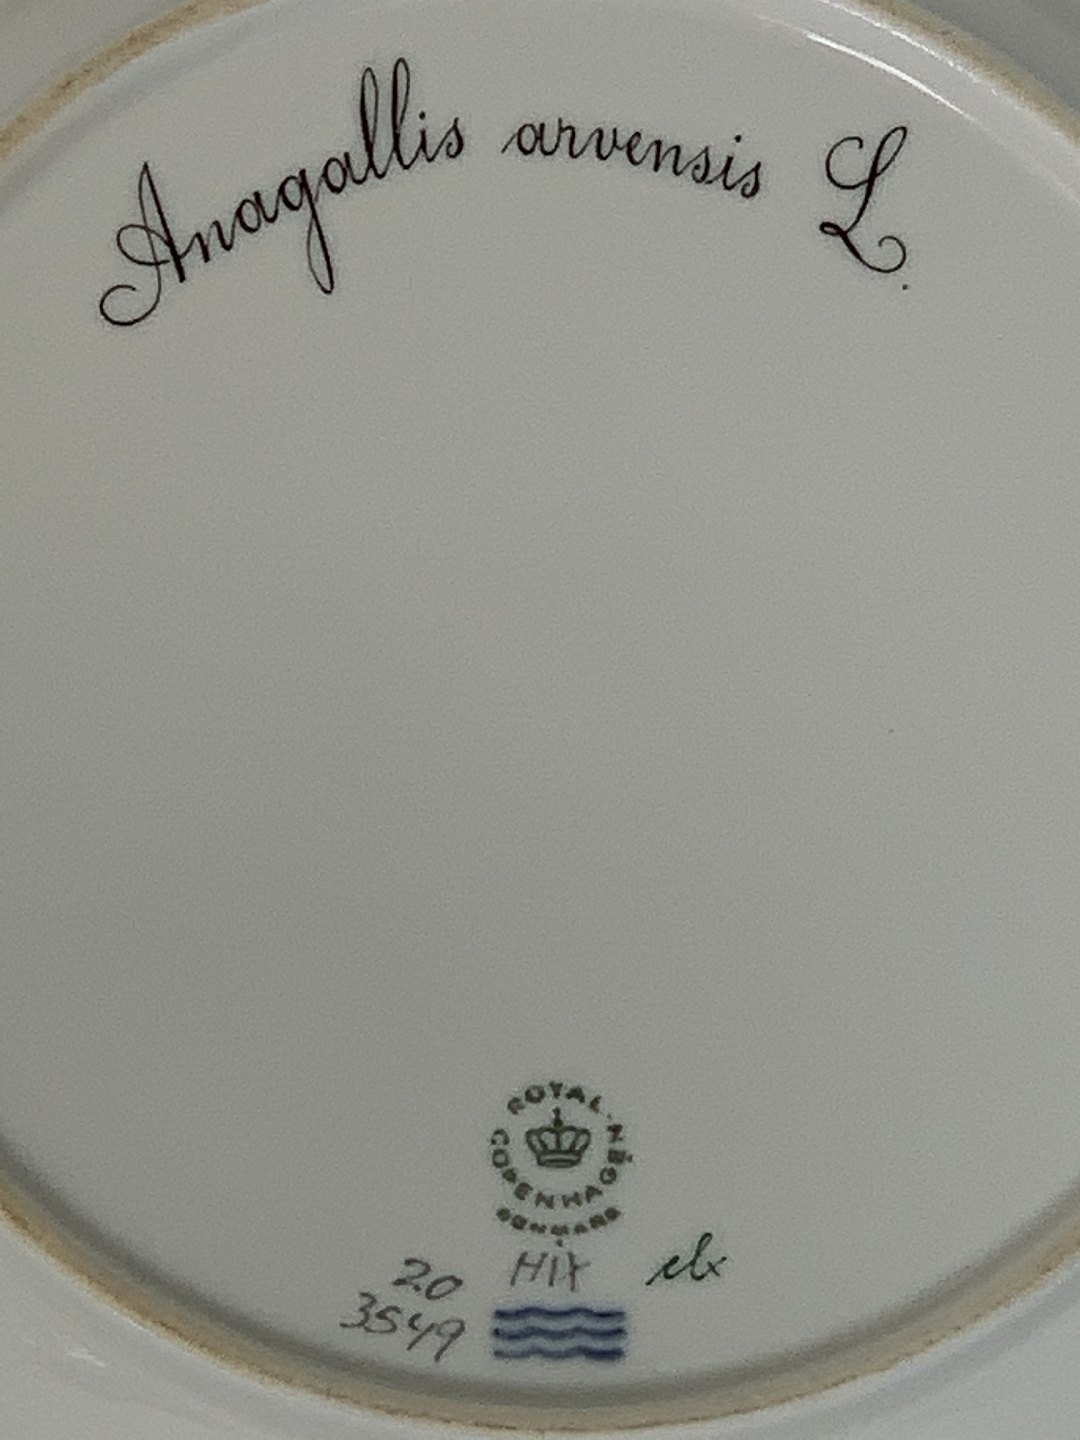 Anagallis arvensis L.
ROYAL
COPENHAGEN
DENMARK
20
3549